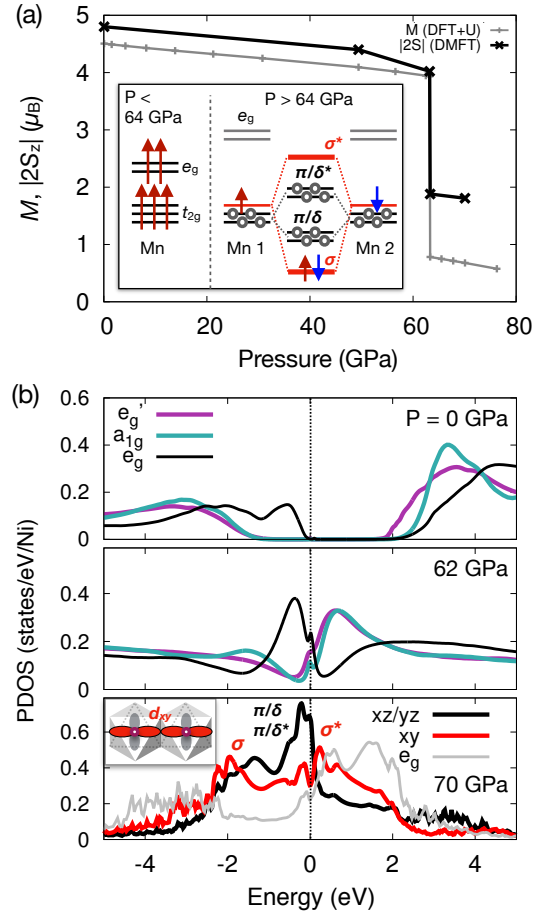 (a)
M (DFT+U)
|2S| (DMFT)
5
4
3
2
1
0
M, |2Sz| (μB)
P <
64 GPa
P > 64 GPa
eg
t2g
Mn
eg
σ*
π/δ*
π/δ
Mn 1
Mn 2
σ
0
20
40
60
80
Pressure (GPa)
(b)
0.6
0.4
0.2
0
eg'
a1g
eg
P = 0 GPa
0.4
0.2
0
62 GPa
0.6
0.4
0.2
0
dxy
σ
π/δ
π/δ*
σ*
xz/yz
xy
eg
70 GPa
PDOS (states/eV/Ni)
-4
-2
0
2
4
Energy (eV)